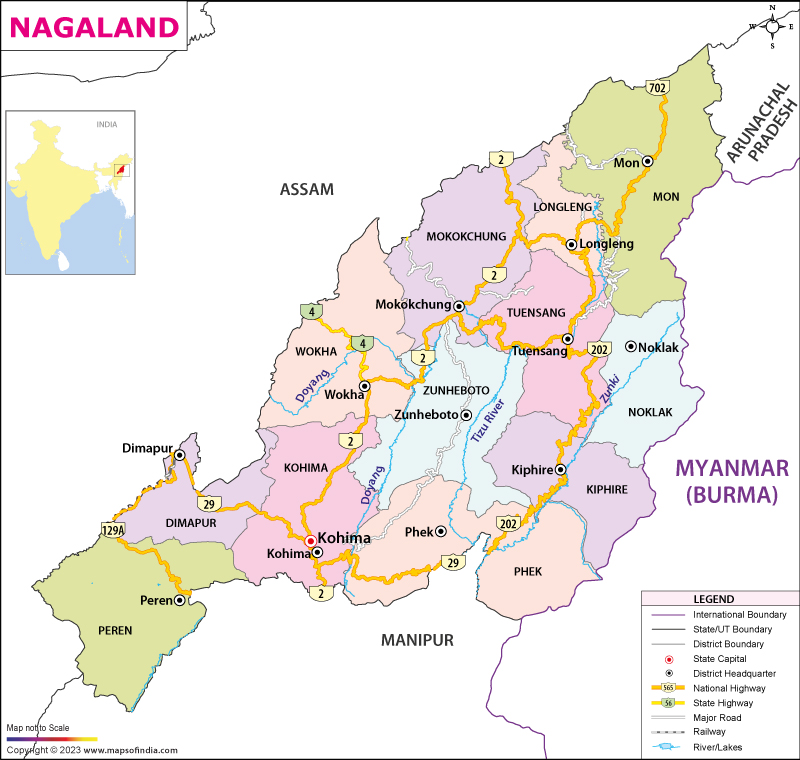 NAGALAND
N
W
E
S
INDIA
ARUNACHAL
PRADESH
702
Mon
MON
2
ASSAM
LONGLENG
MOKOKCHUNG
Longleng
2
Mokokchung
TUENSANG
4
4
WOKHA
2
Tuensang
202
Noklak
Doyang
Wokha
ZUNHEBOTO
Zunki
NOKLAK
Zunheboto
Tizu River
2
Dimapur
KOHIMA
Kiphire
MYANMAR
(BURMA)
Doyang
KIPHIRE
29
DIMAPUR
129A
202
Kohima
Phek
Kohima
29
PHEK
2
Peren
PEREN
MANIPUR
LEGEND
International Boundary
State/UT Boundary
District Boundary
State Capital
District Headquarter
565
National Highway
56
State Highway
Major Road
Railway
River/Lakes
Map not to Scale
Copyright © 2023 www.mapsofindia.com